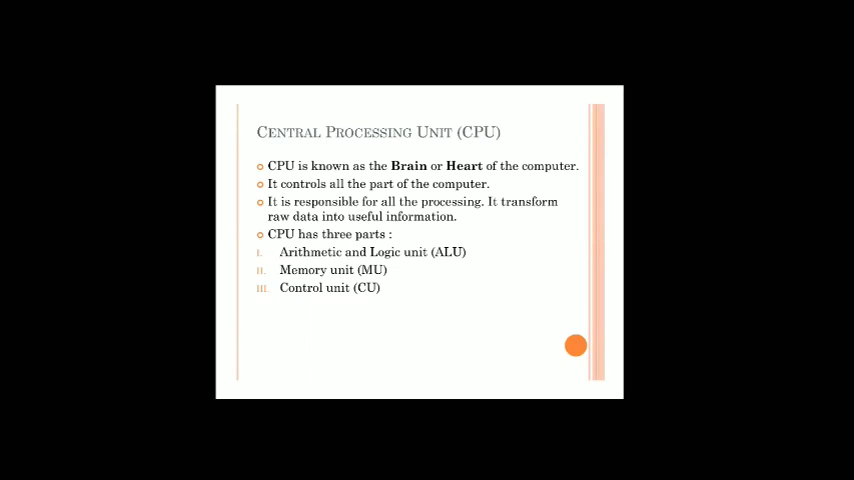 CENTRAL PROCESSING UNIT (CPU)
CPU is known as the Brain or Heart of the computer.
It controls all the part of the computer.
It is responsible for all the processing. It transform
raw data into useful information.
CPU has three parts :
I. Arithmetic and Logic unit (ALU)
II. Memory unit (MU)
III. Control unit (CU)